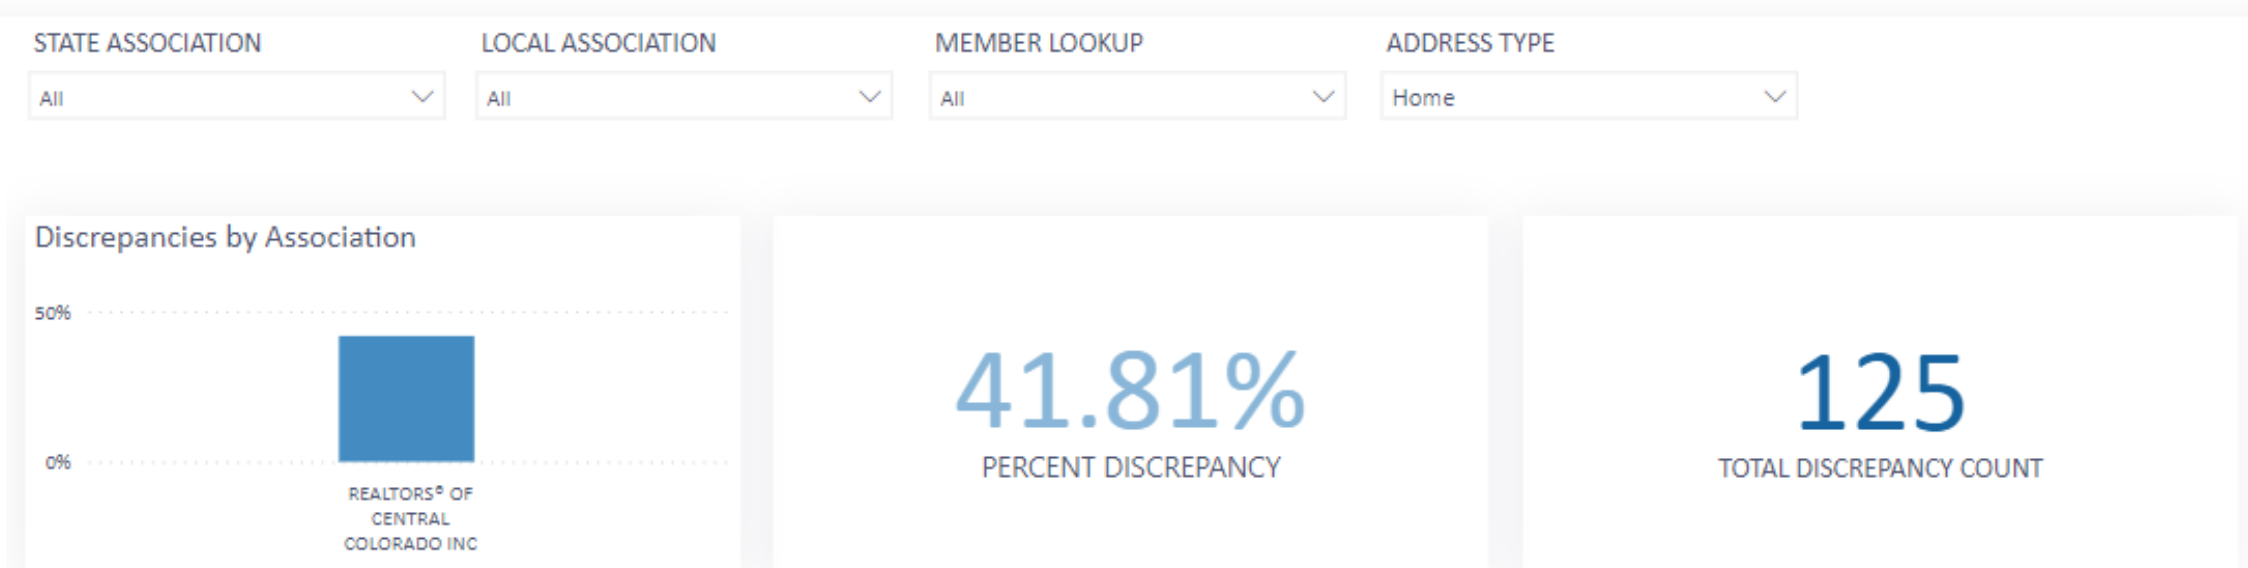 STATE ASSOCIATION
LOCAL ASSOCIATION
MEMBER LOOKUP
ADDRESS TYPE
All
All
All
Home
Discrepancies by Association
50%
0%
REALTORS® OF
CENTRAL
COLORADO INC
41.81%
PERCENT DISCREPANCY
125
TOTAL DISCREPANCY COUNT